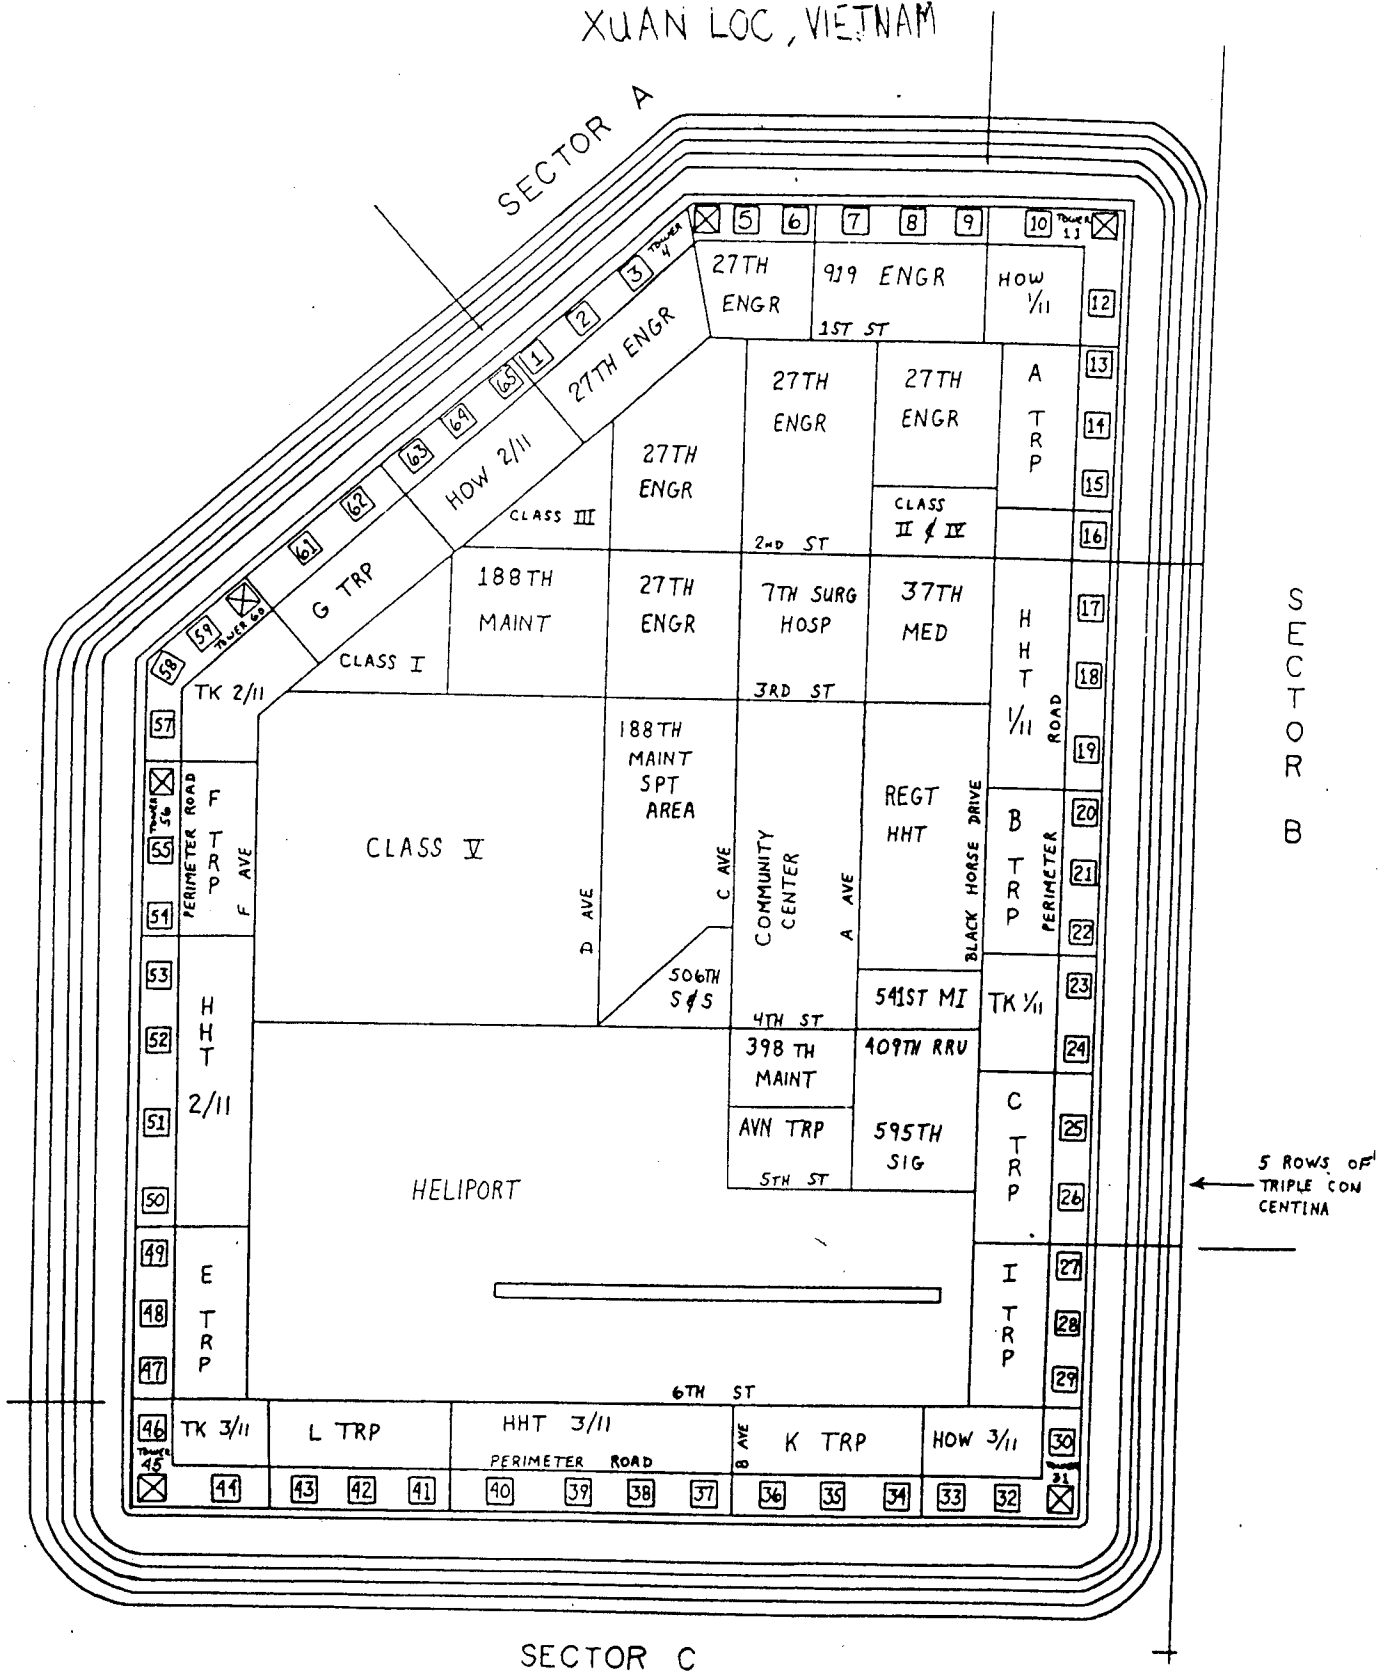 XUAN LOC, VIETNAM
SECTOR A
5
6
7
8
9
10
TOWER
11
TOWER
4
3
2
1
65
64
63
62
61
TOWER 60
59
58
57
27TH
ENGR
919 ENGR
1ST ST
HOW
1/11
12
27TH ENGR
HOW 2/11
G TRP
TK 2/11
27TH
ENGR
27TH
ENGR
A
TRP
13
14
15
16
CLASS III
27TH
ENGR
CLASS
II & IV
2ND ST
188TH
MAINT
CLASS I
27TH
ENGR
7TH SURG
HOSP
3RD ST
37TH
MED
HHT
1/11
ROAD
17
18
19
SECTOR B
TOWER
56
55
54
PERIMETER ROAD
F TRP
F AVE
CLASS V
D AVE
188TH
MAINT
SPT
AREA
C AVE
506TH
S & S
COMMUNITY
CENTER
4TH ST
A AVE
REGT
HHT
BLACK HORSE DRIVE
B TRP
PERIMETER
20
21
22
541ST MI
TK 1/11
23
24
53
52
51
50
HHT
2/11
398 TH
MAINT
409TH RRU
AVN TRP
5TH ST
595TH
SIG
C TRP
25
26
5 ROWS OF
TRIPLE CON
CENTINA
HELIPORT
49
48
47
E TRP
I TRP
27
28
29
6TH ST
46
TOWER
45
TK 3/11
L TRP
HHT 3/11
PERIMETER ROAD
B AVE
K TRP
HOW 3/11
30
TOWER
31
44
43
42
41
40
39
38
37
36
35
34
33
32
SECTOR C